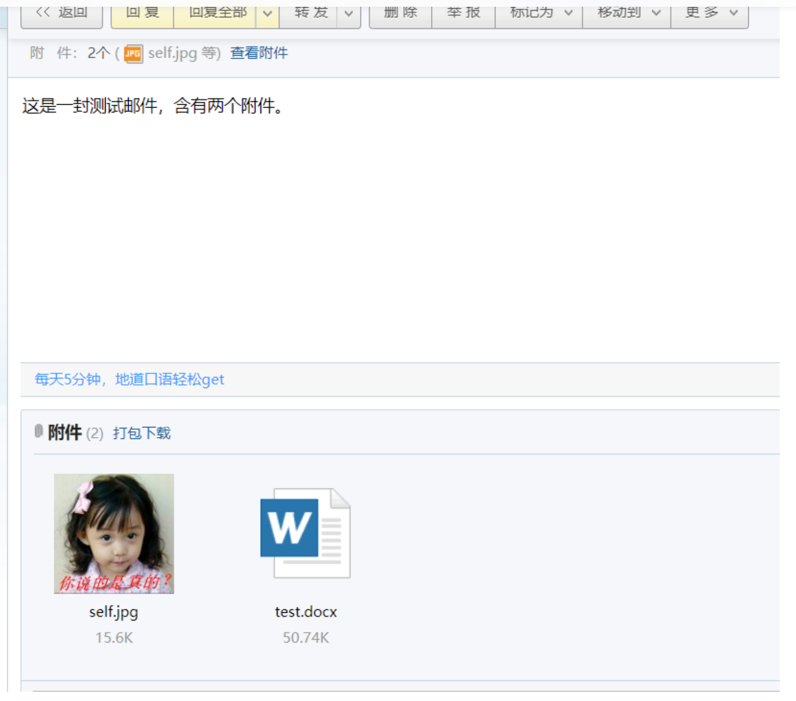 << 返回 回 复 回复全部 转 发 删 除 举 报 标记为 移动到 更 多
附 件: 2个 ( JPG self.jpg 等) 查看附件
这是一封测试邮件，含有两个附件。
每天5分钟，地道口语轻松get
附件 (2) 打包下载
W
你说的是真的？
self.jpg test.docx
15.6K 50.74K